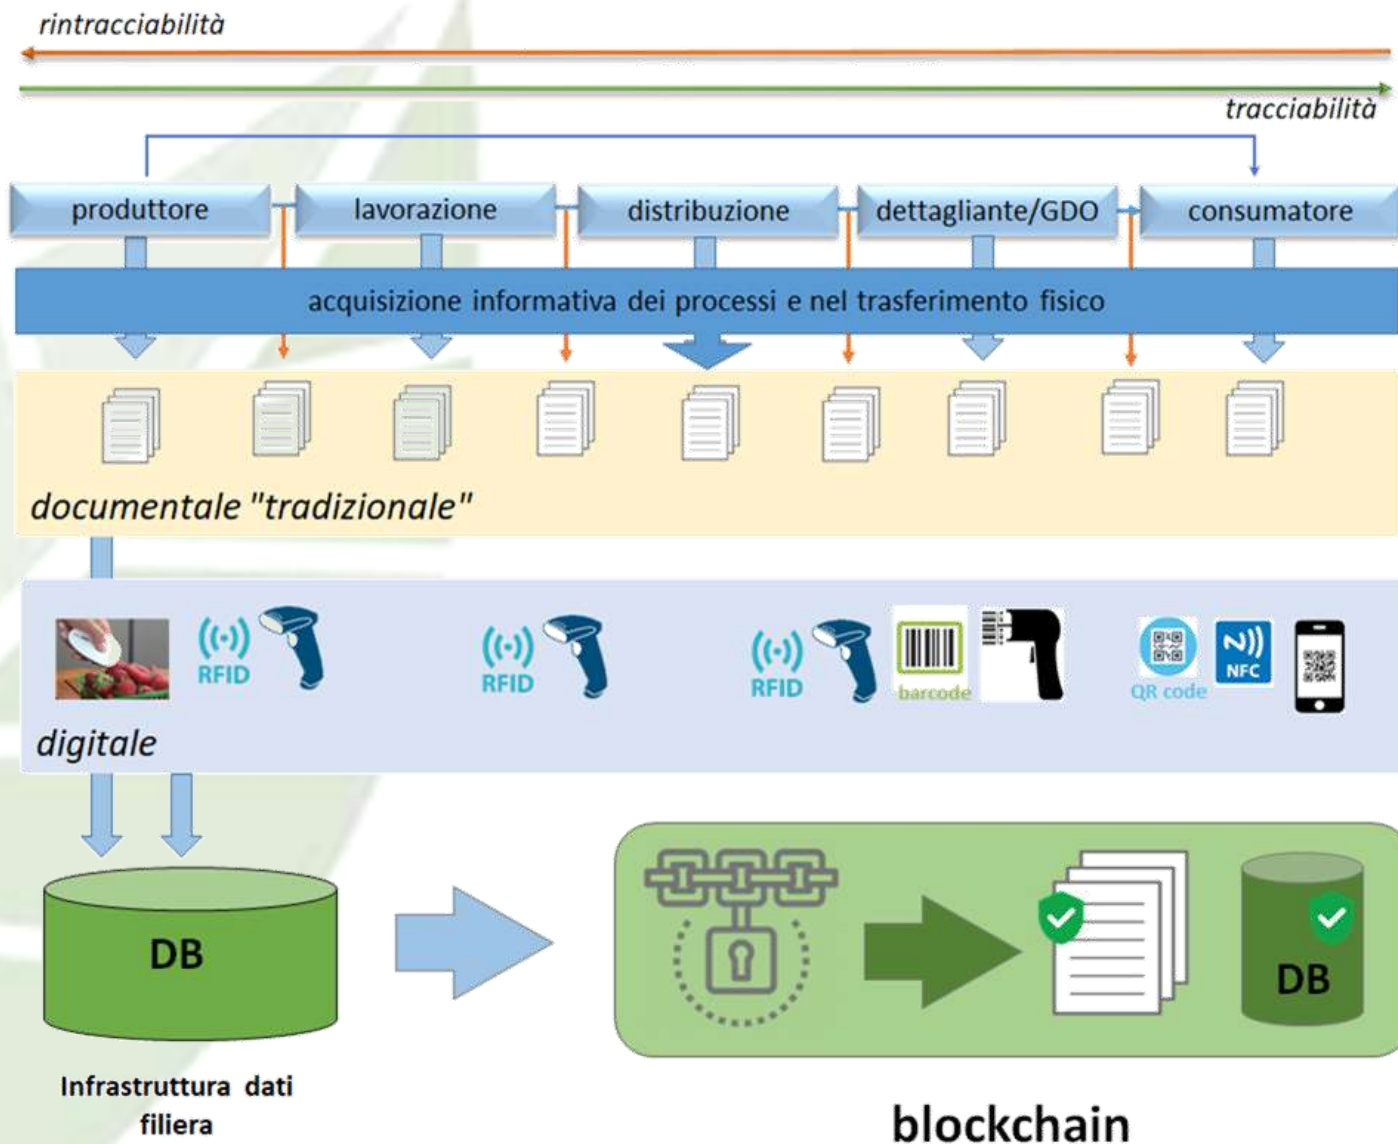 rintracciabilità
tracciabilità
produttore
lavorazione
distribuzione
dettagliante/GDO
consumatore
acquisizione informativa dei processi e nel trasferimento fisico
documentale "tradizionale"
RFID
RFID
RFID
barcode
QR code
NFC
digitale
DB
DB
Infrastruttura dati
filiera
blockchain